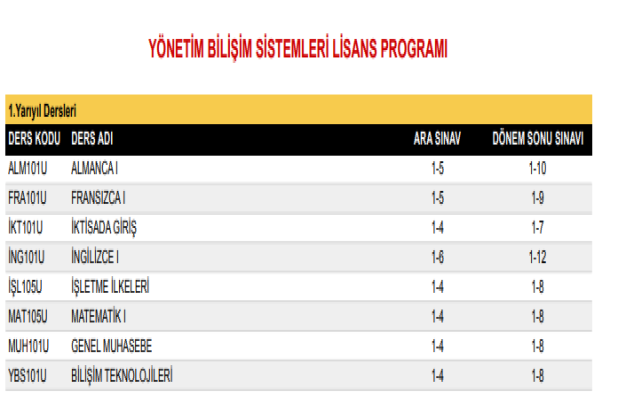 YÖNETİM BİLİŞİM SİSTEMLERİ LİSANS PROGRAMI
1.Yarıyıl Dersleri
DERS KODU DERS ADI ARA SINAV DÖNEM SONU SINAVI
ALM101U ALMANCA I 1-5 1-10
FRA101U FRANSIZCA I 1-5 1-9
İKT101U İKTİSADA GİRİŞ 1-4 1-7
İNG101U İNGİLİZCE I 1-6 1-12
İŞL105U İŞLETME İLKELERİ 1-4 1-8
MAT105U MATEMATİK I 1-4 1-8
MUH101U GENEL MUHASEBE 1-4 1-8
YBS101U BİLİŞİM TEKNOLOJİLERİ 1-4 1-8